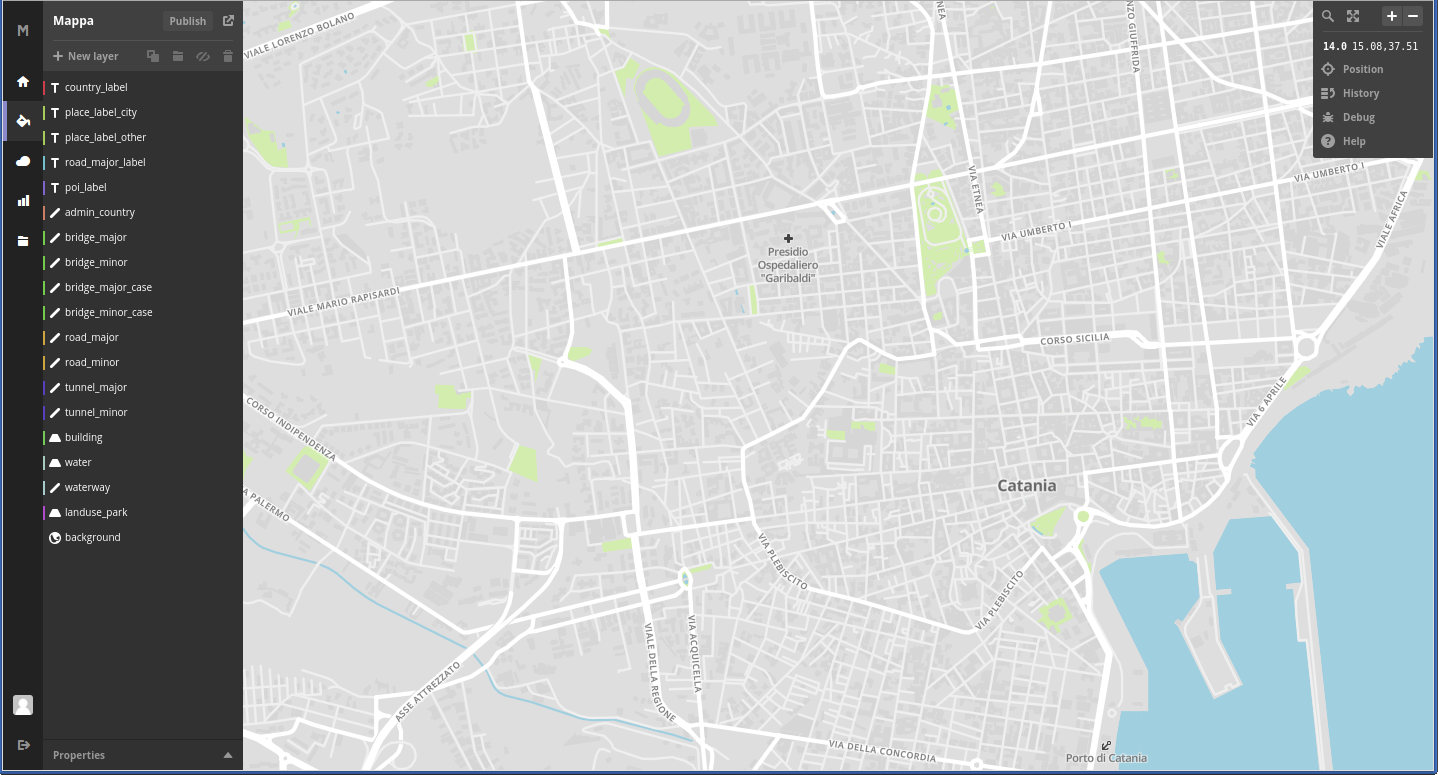 M
Mappa
Publish
New layer
country_label
place_label_city
place_label_other
road_major_label
poi_label
admin_country
bridge_major
bridge_minor
bridge_major_case
bridge_minor_case
road_major
road_minor
tunnel_major
tunnel_minor
building
water
waterway
landuse_park
background
Properties
14.0 15.08,37.51
Position
History
Debug
Help
VIALE LORENZO BOLANO
NEA
NZO GIUFFRIDA
VIA ETNEA
VIA UMBERTO I
VIA UMBERTO I
VIALE AFRICA
Presidio
Ospedaliero
"Garibaldi"
VIALE MARIO RAPISARDI
CORSO SICILIA
VIA 6 APRILE
CORSO INDIPENDENZA
A PALERMO
Catania
VIA PLEBISCITO
VIA PLEBISCITO
VIA ACQUICELLA
VIALE DELLA REGIONE
ASSE ATTREZZATO
VIA DELLA CONCORDIA
Porto di Catania